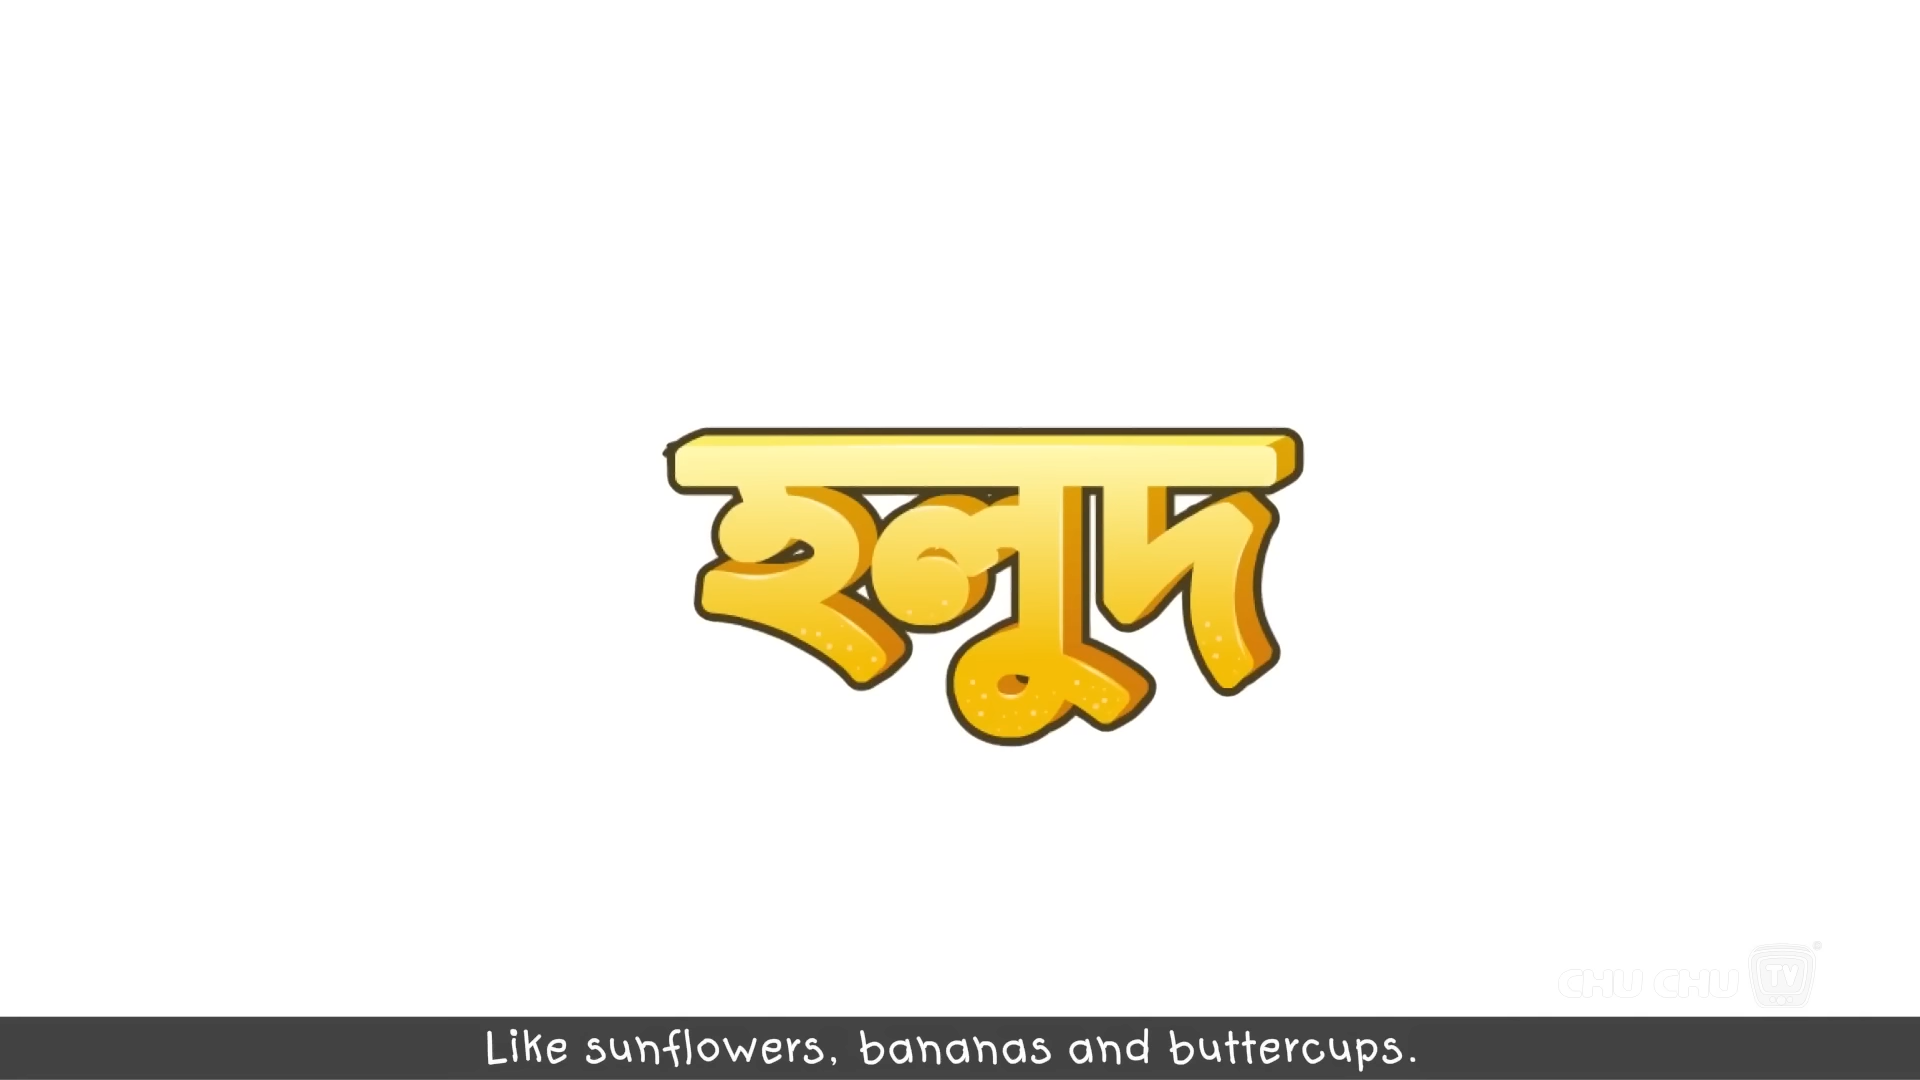 হলুদ
CHU CHU TV
Like sunflowers, bananas and buttercups.